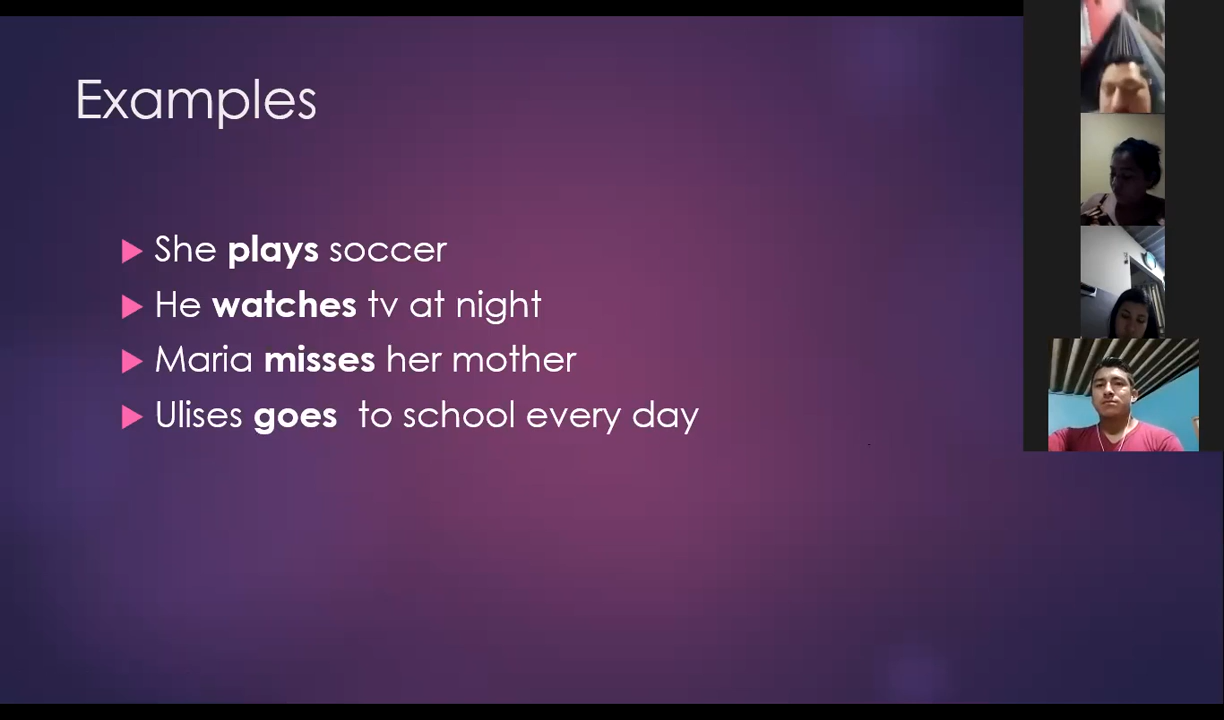 Examples
She plays soccer
He watches tv at night
Maria misses her mother
Ulises goes  to school every day